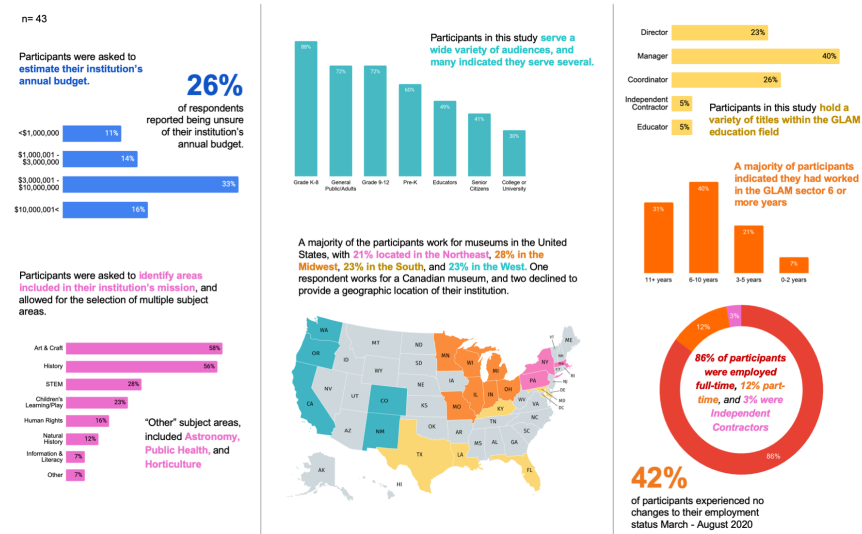 n= 43
Participants were asked to
estimate their institution's
annual budget.
26%
of respondents
reported being unsure
of their institution's
annual budget.
<$1,000,000
11%
$1,000,001 -
$3,000,000
14%
$3,000,001 -
$10,000,000
33%
$10,000,001<
16%
Participants were asked to identify areas
included in their institution's mission, and
allowed for the selection of multiple subject
areas.
Art & Craft
58%
History
56%
STEM
28%
Children's
Learning/Play
23%
Human Rights
16%
Natural
History
12%
Information &
Literacy
7%
Other
7%
"Other" subject areas,
included Astronomy,
Public Health, and
Horticulture
Participants in this study serve a
wide variety of audiences, and
many indicated they serve several.
72%
72%
49%
41%
30%
Grade K-8
General
Public/Adults
Grade 9-12
Pre-K
Educators
Senior
Citizens
College or
University
A majority of the participants work for museums in the United
States, with 21% located in the Northeast, 28% in the
Midwest, 23% in the South, and 23% in the West. One
respondent works for a Canadian museum, and two declined to
provide a geographic location of their institution.
WA
OR
CA
ID
NV
MT
WY
UT
AZ
CO
NM
ND
SD
NE
KS
OK
TX
MN
IA
MO
AR
LA
WI
IL
MI
IN
OH
KY
TN
MS
AL
GA
FL
SC
NC
VA
WV
PA
NY
ME
NJ
DE
MD
DC
AK
HI
Director
23%
Manager
40%
Coordinator
26%
Independent
Contractor
5%
Educator
5%
Participants in this study hold a
variety of titles within the GLAM
education field
A majority of participants
indicated they had worked
in the GLAM sector 6 or
more years
31%
40%
21%
7%
11+ years
6-10 years
3-5 years
0-2 years
3%
12%
86% of participants
were employed
full-time, 12% part-
time, and 3% were
Independent
Contractors
86%
42%
of participants experienced no
changes to their employment
status March - August 2020